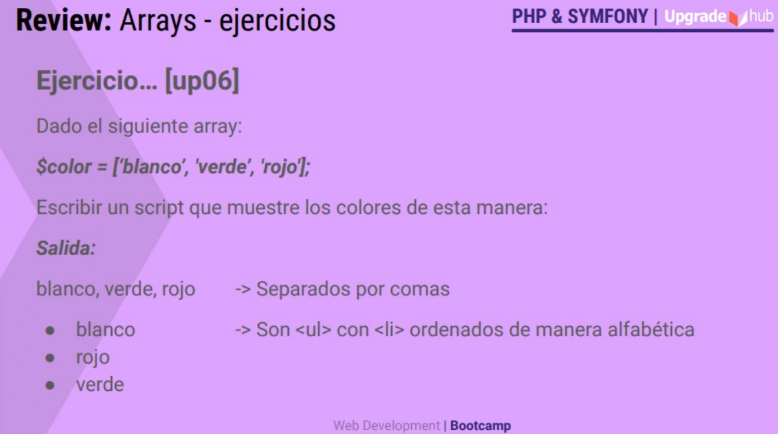 Review: Arrays - ejercicios
PHP & SYMFONY | Upgrade hub
Ejercicio... [up06]
Dado el siguiente array:
$color = ['blanco', 'verde', 'rojo'];
Escribir un script que muestre los colores de esta manera:
Salida:
blanco, verde, rojo -> Separados por comas
● blanco -> Son <ul> con <li> ordenados de manera alfabética
● rojo
● verde
Web Development | Bootcamp